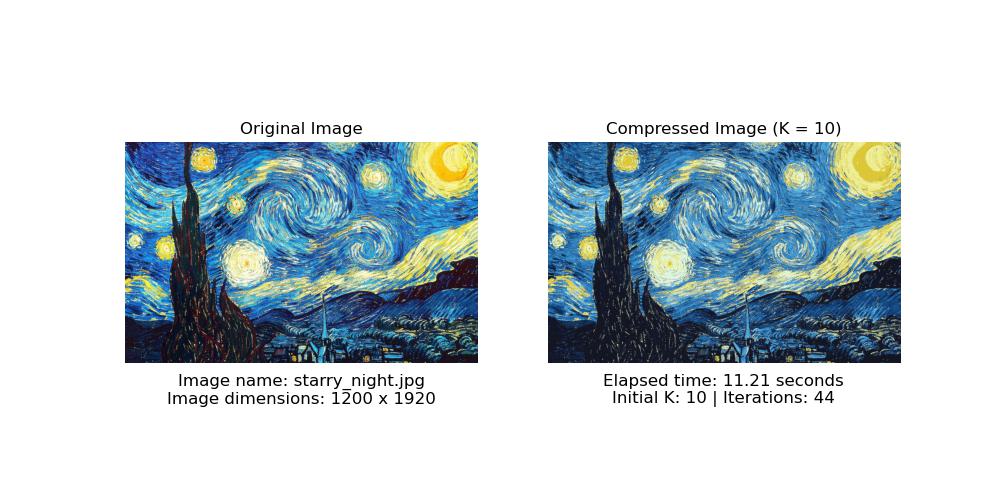 Original Image
Compressed Image (K = 10)
Image name: starry_night.jpg
Image dimensions: 1200 x 1920
Elapsed time: 11.21 seconds
Initial K: 10 | Iterations: 44